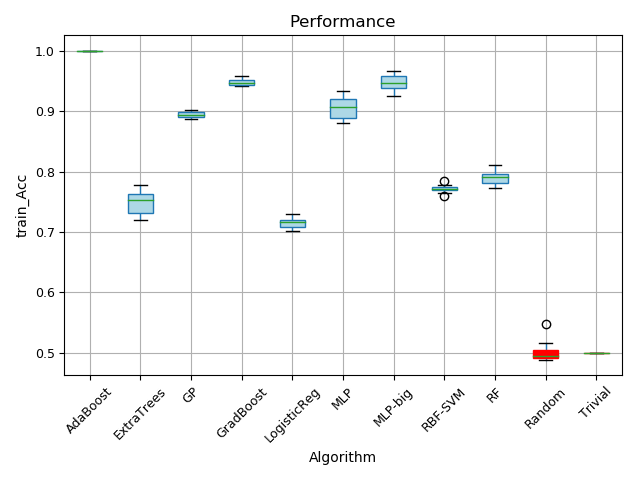 Performance
train_Acc
1.0
0.9
0.8
0.7
0.6
0.5
AdaBoost
ExtraTrees
GP
GradBoost
LogisticReg
MLP
MLP-big
RBF-SVM
RF
Random
Trivial
Algorithm